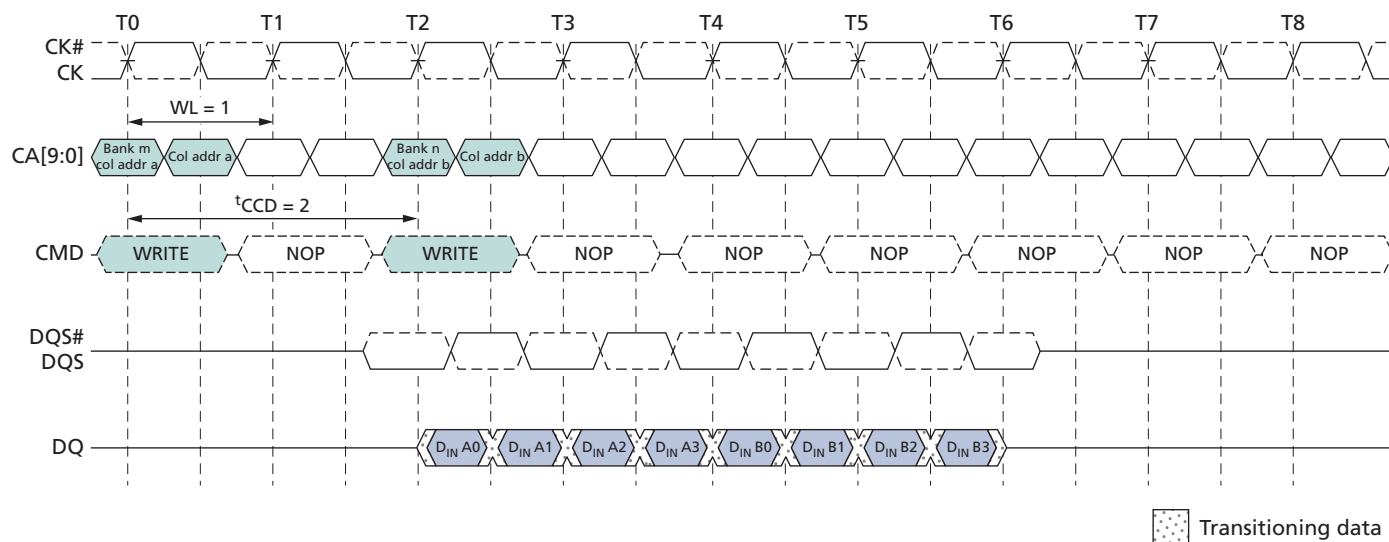 T0 T1 T2 T3 T4 T5 T6 T7 T8
CK#
CK
WL = 1
CA[9:0]
Bank m
col addr a
Col addr a
Bank n
col addr b
Col addr b
tCCD = 2
CMD WRITE NOP WRITE NOP NOP NOP NOP NOP NOP
DQS#
DQS
DQ DIN A0 DIN A1 DIN A2 DIN A3 DIN B0 DIN B1 DIN B2 DIN B3
Transitioning data